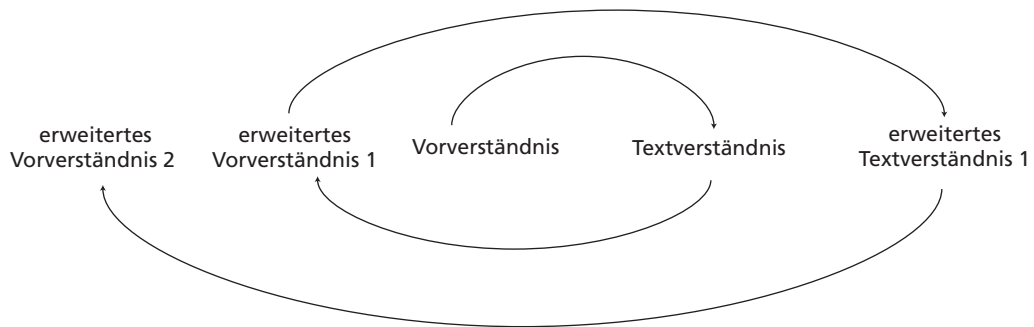 erweitertes
Vorverständnis 2
erweitertes
Vorverständnis 1
Vorverständnis
Textverständnis
erweitertes
Textverständnis 1